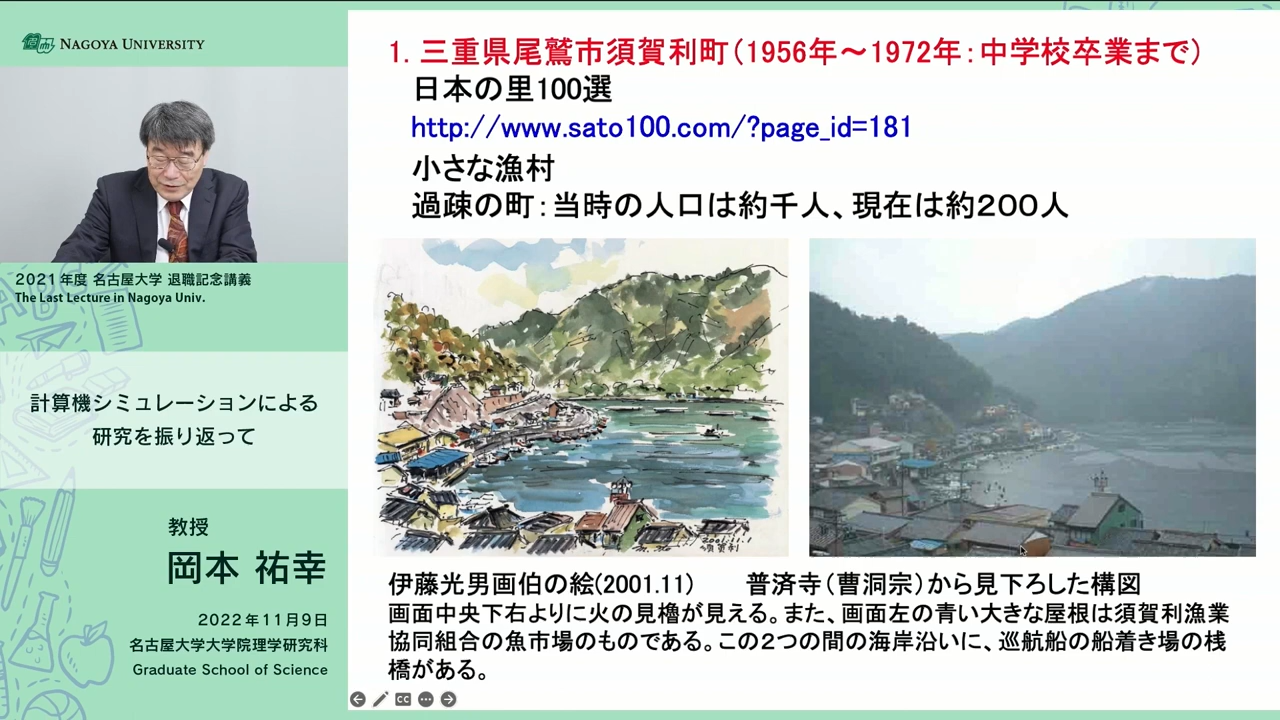 NAGOYA UNIVERSITY
2021年度 名古屋大学 退職記念講義
The Last Lecture in Nagoya Univ.
計算機シミュレーションによる
研究を振り返って
教授
岡本 祐幸
2022年11月9日
名古屋大学大学院理学研究科
Graduate School of Science
1. 三重県尾鷲市須賀利町(1956年～1972年：中学校卒業まで)
日本の里100選
http://www.sato100.com/?page_id=181
小さな漁村
過疎の町：当時の人口は約千人、現在は約２００人
2001.11.1
須賀利
伊藤光男画伯の絵(2001.11)　　普済寺（曹洞宗）から見下ろした構図
画面中央下右よりに火の見櫓が見える。また、画面左の青い大きな屋根は須賀利漁業
協同組合の魚市場のものである。この２つの間の海岸沿いに、巡航船の船着き場の桟
橋がある。
CC